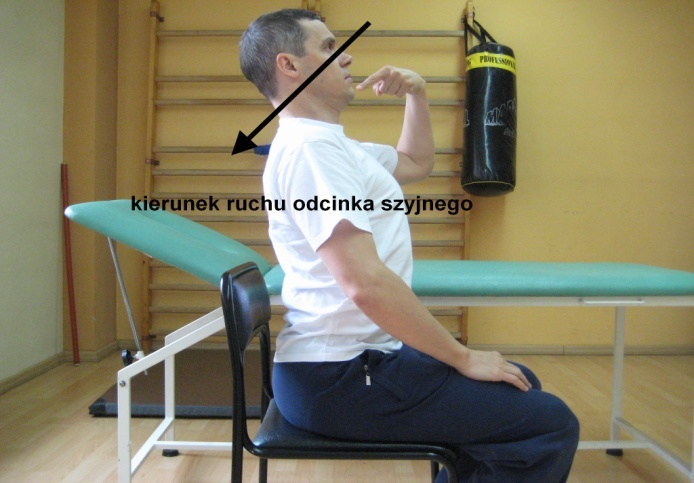 PROFESSIONAL
kierunek ruchu odcinka szyjnego